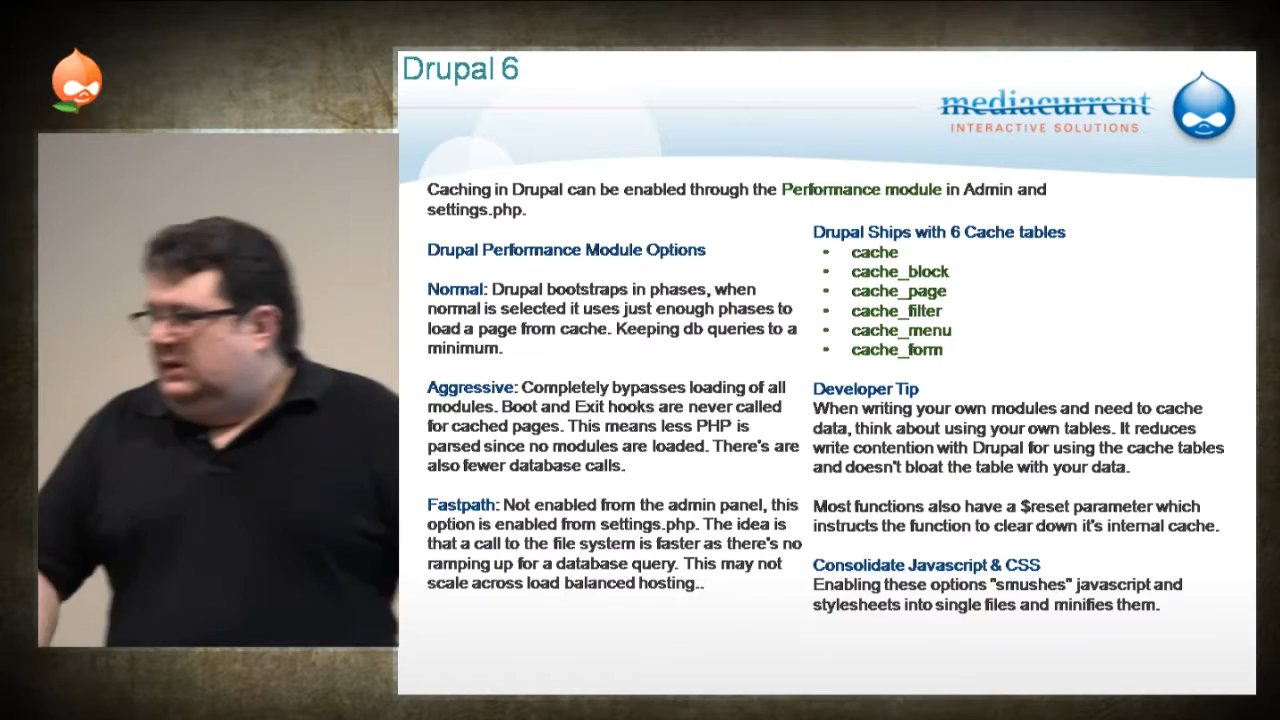 Drupal 6
mediacurrent
INTERACTIVE SOLUTIONS
Caching in Drupal can be enabled through the Performance module in Admin and
settings.php.
Drupal Performance Module Options
Normal: Drupal bootstraps in phases, when
normal is selected it uses just enough phases to
load a page from cache. Keeping db queries to a
minimum.
Aggressive: Completely bypasses loading of all
modules. Boot and Exit hooks are never called
for cached pages. This means less PHP is
parsed since no modules are loaded. There's are
also fewer database calls.
Fastpath: Not enabled from the admin panel, this
option is enabled from settings.php. The idea is
that a call to the file system is faster as there's no
ramping up for a database query. This may not
scale across load balanced hosting..
Drupal Ships with 6 Cache tables
• cache
• cache_block
• cache_page
• cache_filter
• cache_menu
• cache_form
Developer Tip
When writing your own modules and need to cache
data, think about using your own tables. It reduces
write contention with Drupal for using the cache tables
and doesn't bloat the table with your data.
Most functions also have a $reset parameter which
instructs the function to clear down it's internal cache.
Consolidate Javascript & CSS
Enabling these options "smushes" javascript and
stylesheets into single files and minifies them.